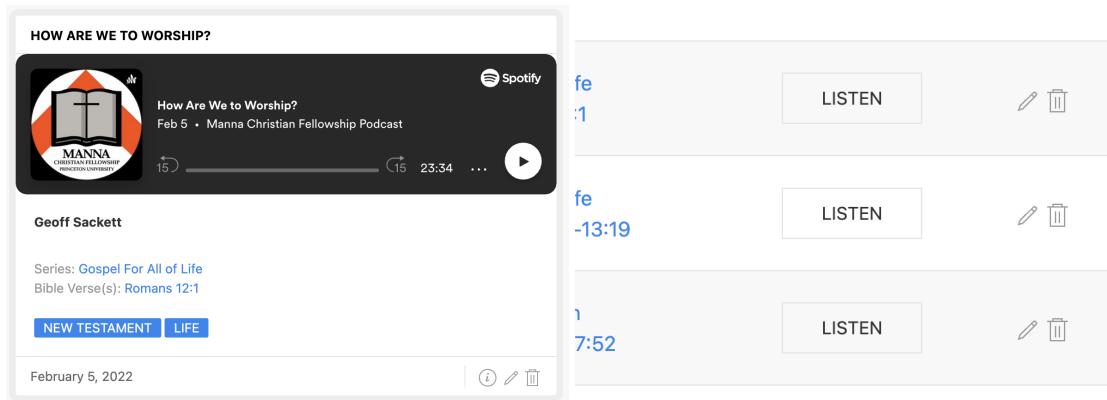 HOW ARE WE TO WORSHIP?
Spotify
How Are We to Worship?
Feb 5 • Manna Christian Fellowship Podcast
MANNA
CHRISTIAN FELLOWSHIP
PRINCETON UNIVERSITY
15
15
23:34
...
Geoff Sackett
Series: Gospel For All of Life
Bible Verse(s): Romans 12:1
NEW TESTAMENT
LIFE
February 5, 2022
i
fe
:1
LISTEN
fe
-13:19
LISTEN
7:52
LISTEN